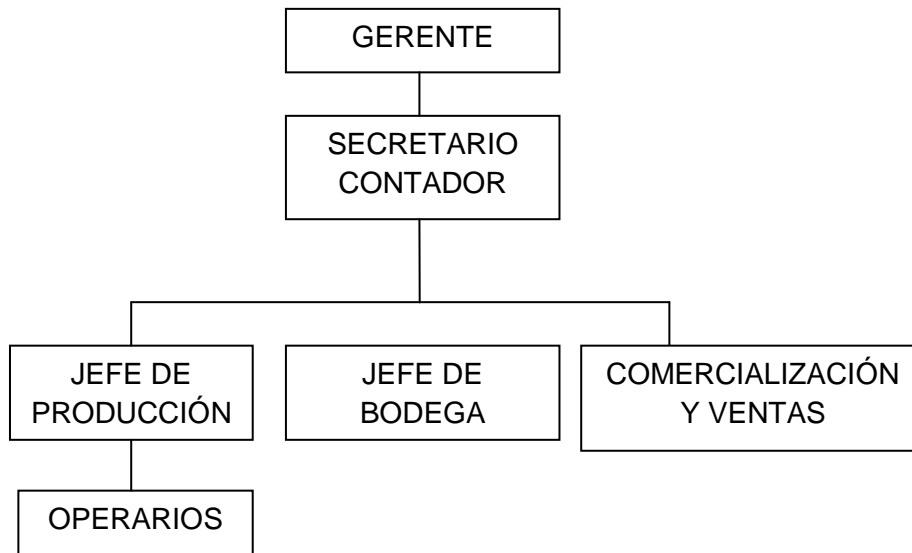 GERENTE
SECRETARIO
CONTADOR
JEFE DE
PRODUCCIÓN
JEFE DE
BODEGA
COMERCIALIZACIÓN
Y VENTAS
OPERARIOS